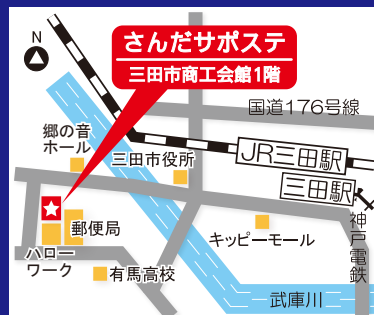 N
さんだサポステ
三田市商工会館1階
国道176号線
郷の音
ホール
三田市役所
JR三田駅
三田駅
神戸電鉄
郵便局
ハロー
ワーク
キッピーモール
有馬高校
武庫川